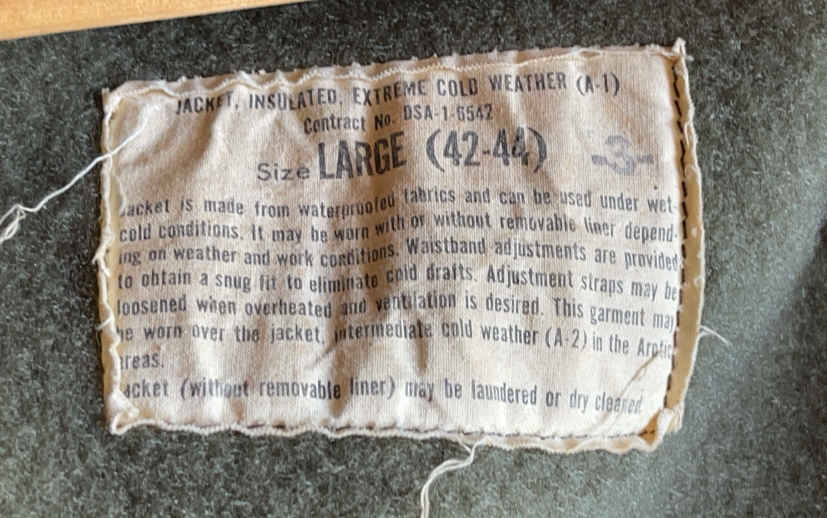 JACKET, INSULATED, EXTREME COLD WEATHER (A-1)
Contract No. DSA-1-6542
Size LARGE (42-44) -3-
Jacket is made from waterproofed fabrics and can be used under wet-
cold conditions. It may be worn with or without removable liner depend-
ing on weather and work conditions. Waistband adjustments are provided
to obtain a snug fit to eliminate cold drafts. Adjustment straps may be
loosened when overheated and ventilation is desired. This garment may
be worn over the jacket, intermediate cold weather (A-2) in the Arctic
areas.
Jacket (without removable liner) may be laundered or dry cleaned.